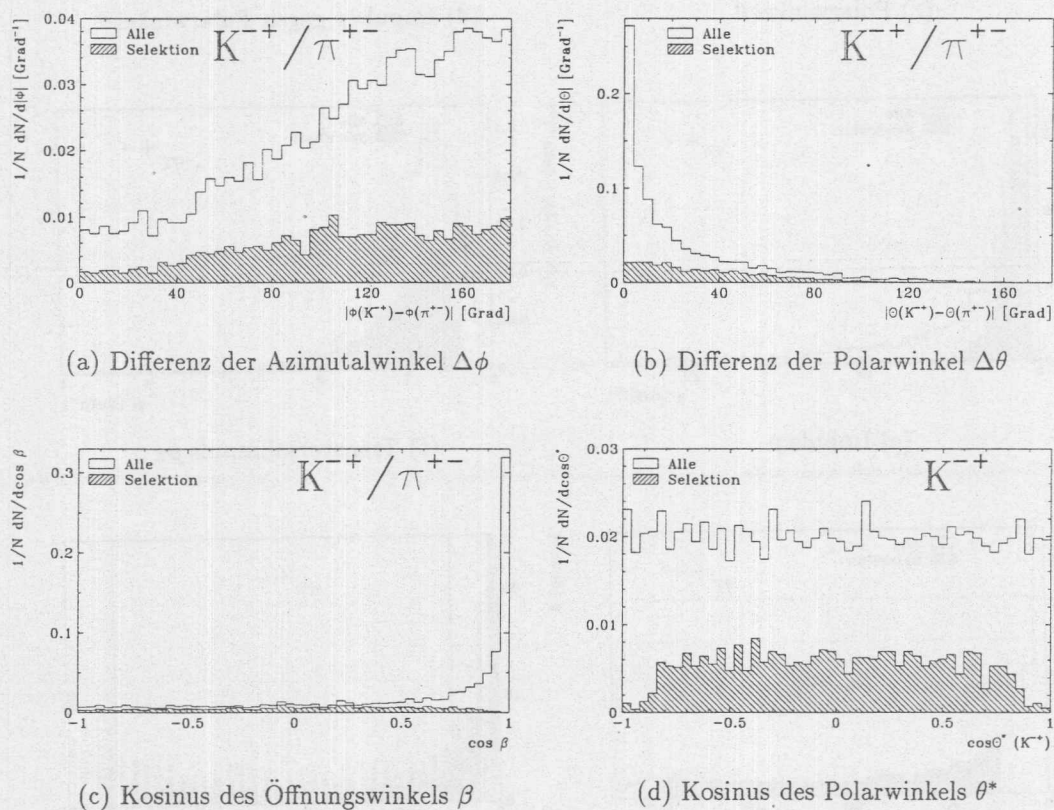 1/N dN/d|Φ| [Grad⁻¹]
0.04
0.03
0.02
0.01
0
Alle
Selektion
K⁻⁺/π⁺⁻
0 40 80 120 160
|Φ(K⁻⁺)−Φ(π⁺⁻)| [Grad]
(a) Differenz der Azimutalwinkel Δϕ
1/N dN/d|Θ| [Grad⁻¹]
0.2
0.1
0
Alle
Selektion
K⁻⁺/π⁺⁻
0 40 80 120 160
|Θ(K⁻⁺)−Θ(π⁺⁻)| [Grad]
(b) Differenz der Polarwinkel Δθ
1/N dN/dcos β
0.3
0.2
0.1
0
Alle
Selektion
K⁻⁺/π⁺⁻
-1 -0.5 0 0.5 1
cos β
(c) Kosinus des Öffnungswinkels β
1/N dN/dcosΘ*
0.03
0.02
0.01
0
Alle
Selektion
K⁻⁺
-1 -0.5 0 0.5 1
cosΘ* (K⁻⁺)
(d) Kosinus des Polarwinkels θ*